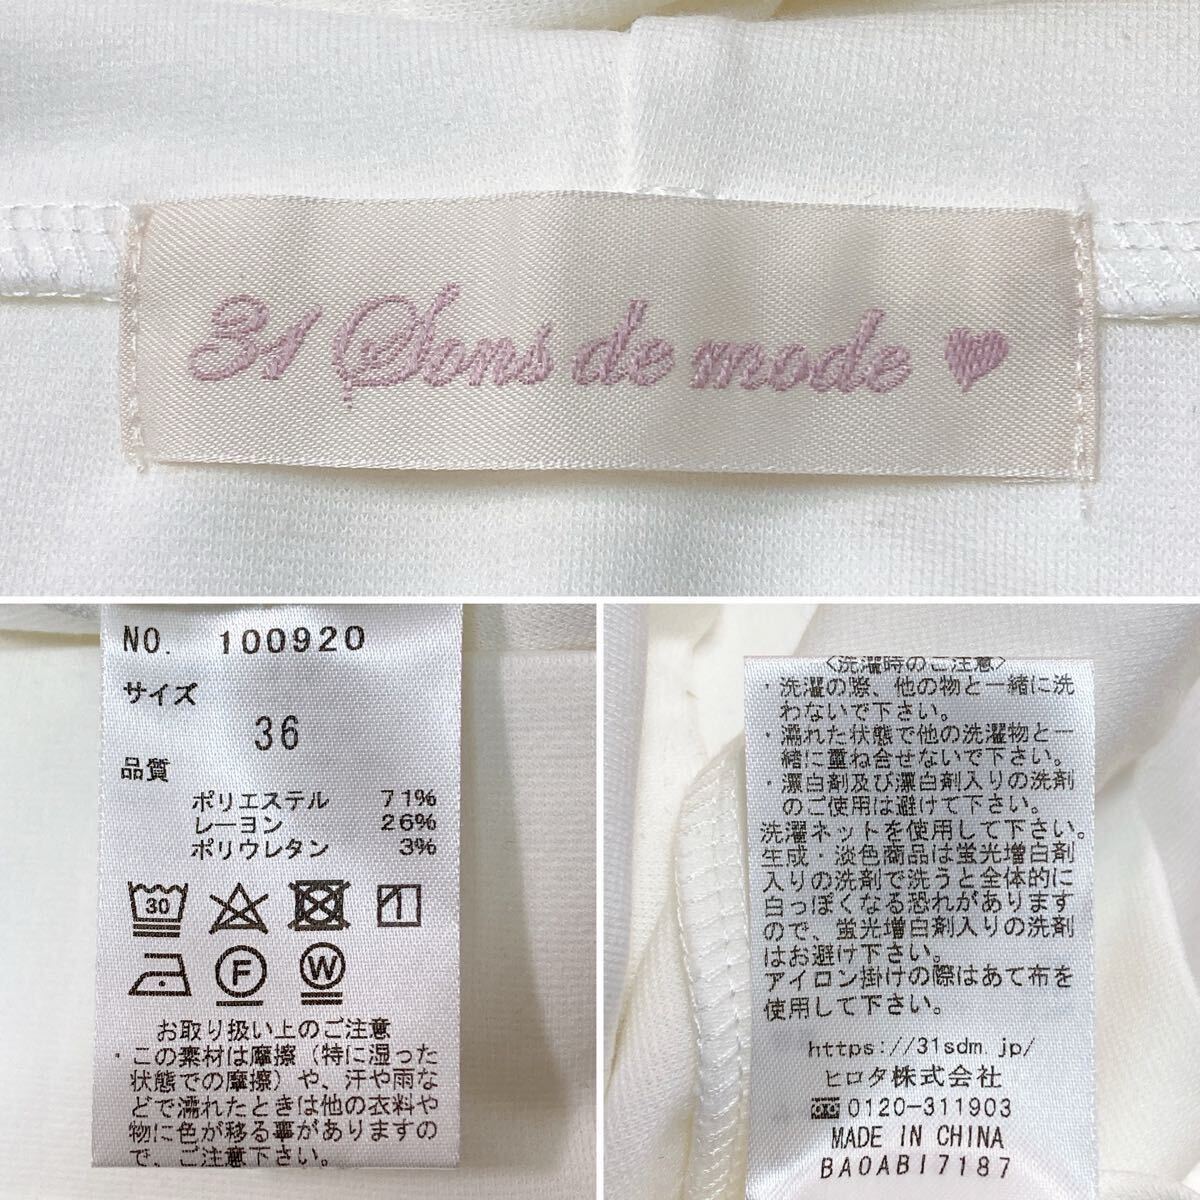 31 Sons de mode ♥
NO. 100920
サイズ
36
品質
ポリエステル 71%
レーヨン 26%
ポリウレタン 3%
30
F W
お取り扱い上のご注意
・この素材は摩擦（特に湿った
状態での摩擦）や、汗や雨な
どで濡れたときは他の衣料や
物に色が移る事がありますの
で、ご注意下さい。
〈洗濯時のご注意〉
・洗濯の際、他の物と一緒に洗
わないで下さい。
・濡れた状態で他の洗濯物と一
緒に重ね合せないで下さい。
・漂白剤及び漂白剤入りの洗剤
のご使用は避けて下さい。
洗濯ネットを使用して下さい。
生成・淡色商品は蛍光増白剤
入りの洗剤で洗うと全体的に
白っぽくなる恐れがあります
ので、蛍光増白剤入りの洗剤
はお避け下さい。
アイロン掛けの際はあて布を
使用して下さい。
https://31sdm.jp/
ヒロタ株式会社
0120-311903
MADE IN CHINA
BA0ABI7187